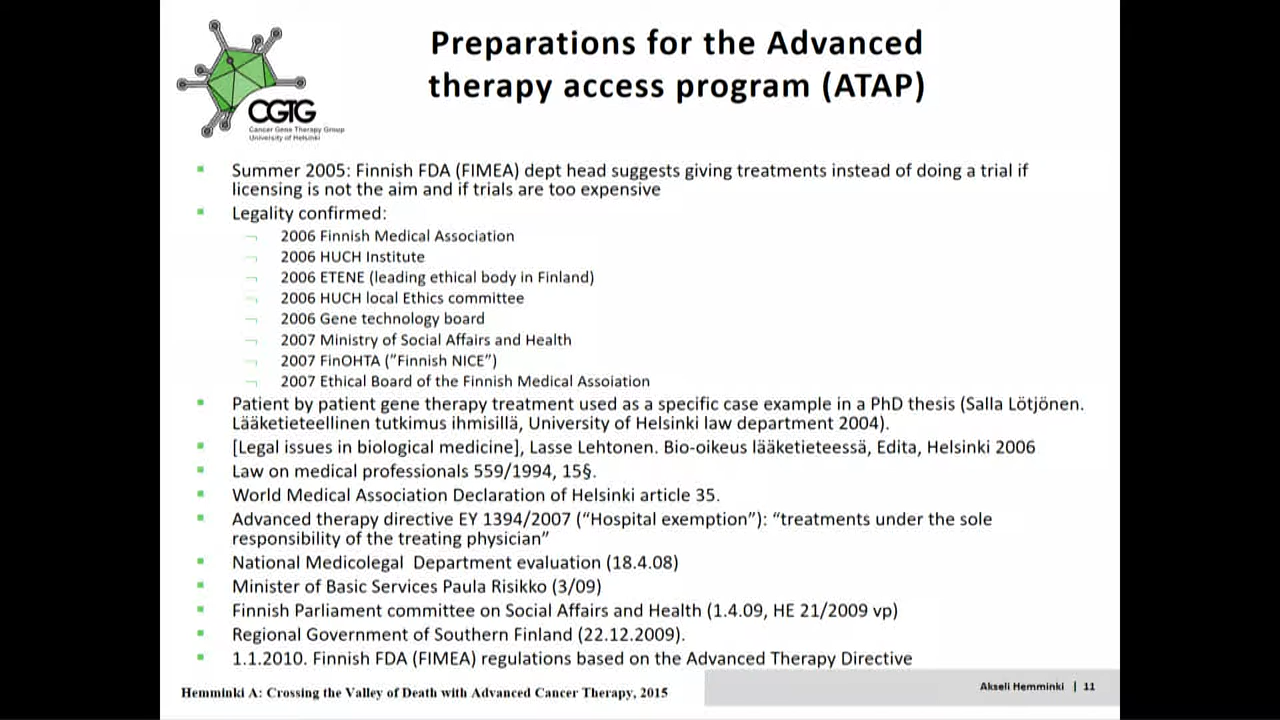 Preparations for the Advanced
therapy access program (ATAP)
CGTG
Cancer Gene Therapy Group
University of Helsinki
Summer 2005: Finnish FDA (FIMEA) dept head suggests giving treatments instead of doing a trial if
licensing is not the aim and if trials are too expensive
Legality confirmed:
2006 Finnish Medical Association
2006 HUCH Institute
2006 ETENE (leading ethical body in Finland)
2006 HUCH local Ethics committee
2006 Gene technology board
2007 Ministry of Social Affairs and Health
2007 FinOHTA ("Finnish NICE")
2007 Ethical Board of the Finnish Medical Assoiation
Patient by patient gene therapy treatment used as a specific case example in a PhD thesis (Salla Lötjönen.
Lääketieteellinen tutkimus ihmisillä, University of Helsinki law department 2004).
[Legal issues in biological medicine], Lasse Lehtonen. Bio-oikeus lääketieteessä, Edita, Helsinki 2006
Law on medical professionals 559/1994, 15§.
World Medical Association Declaration of Helsinki article 35.
Advanced therapy directive EY 1394/2007 ("Hospital exemption"): "treatments under the sole
responsibility of the treating physician"
National Medicolegal Department evaluation (18.4.08)
Minister of Basic Services Paula Risikko (3/09)
Finnish Parliament committee on Social Affairs and Health (1.4.09, HE 21/2009 vp)
Regional Government of Southern Finland (22.12.2009).
1.1.2010. Finnish FDA (FIMEA) regulations based on the Advanced Therapy Directive
Hemminki A: Crossing the Valley of Death with Advanced Cancer Therapy, 2015
Akseli Hemminki | 11